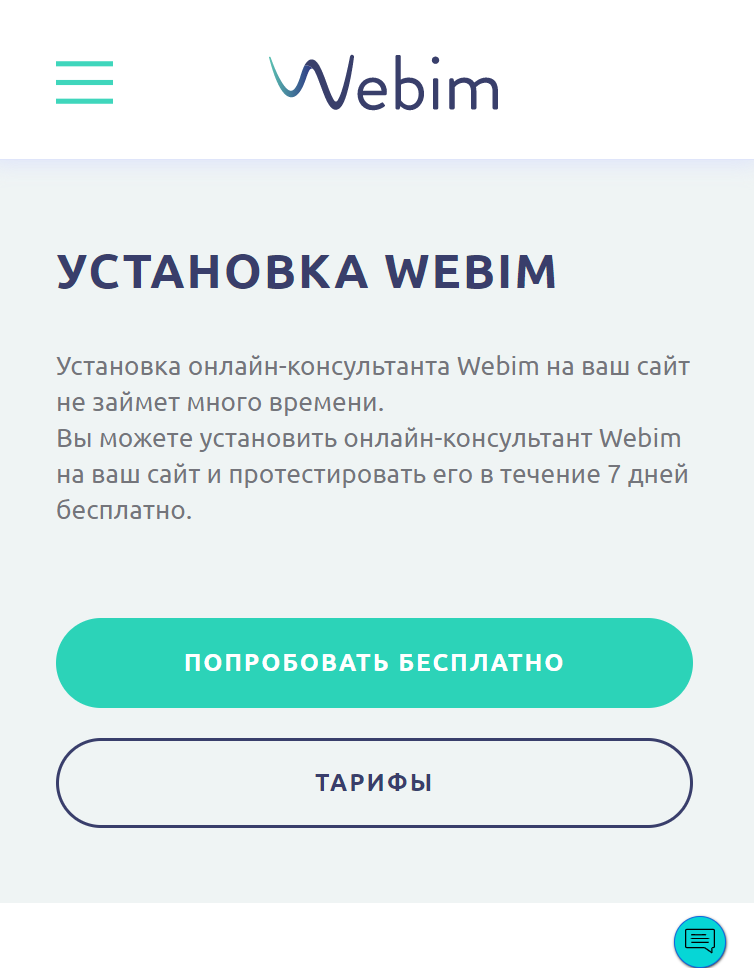 Webim
УСТАНОВКА WEBIM
Установка онлайн-консультанта Webim на ваш сайт
не займет много времени.
Вы можете установить онлайн-консультант Webim
на ваш сайт и протестировать его в течение 7 дней
бесплатно.
ПОПРОБОВАТЬ БЕСПЛАТНО
ТАРИФЫ